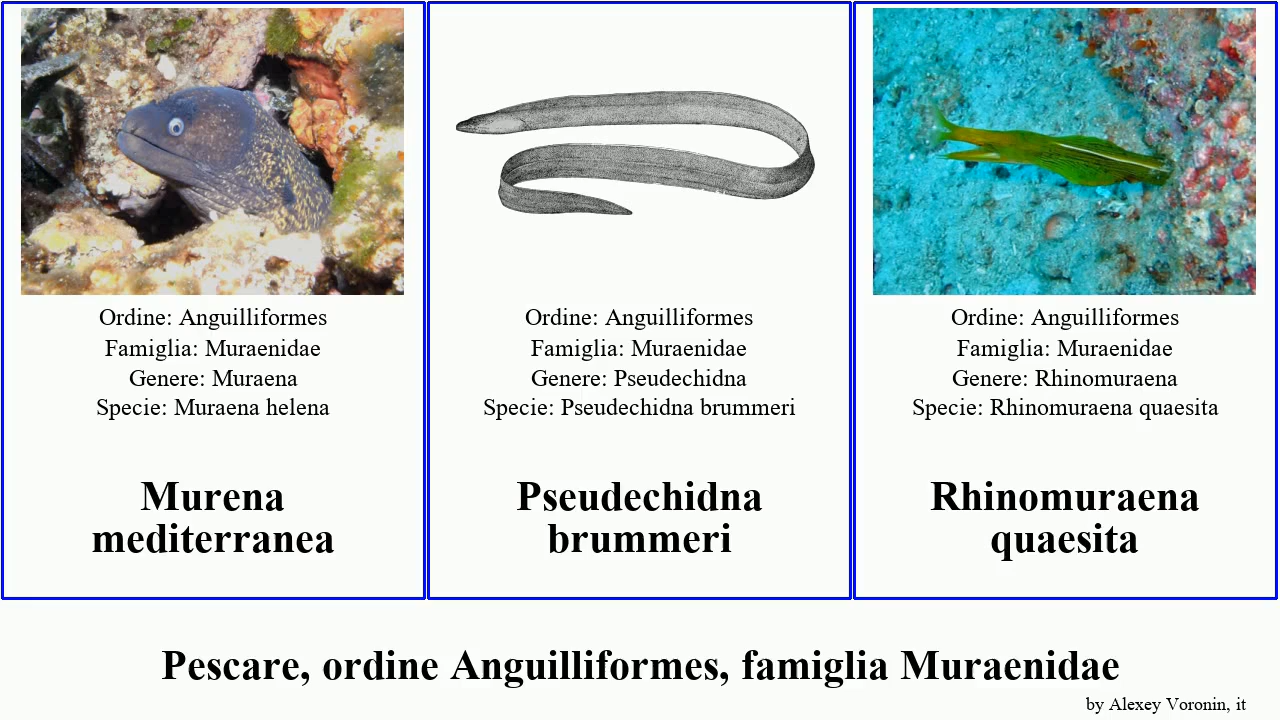 Ordine: Anguilliformes
Famiglia: Muraenidae
Genere: Muraena
Specie: Muraena helena
Murena
mediterranea
Ordine: Anguilliformes
Famiglia: Muraenidae
Genere: Pseudechidna
Specie: Pseudechidna brummeri
Pseudechidna
brummeri
Ordine: Anguilliformes
Famiglia: Muraenidae
Genere: Rhinomuraena
Specie: Rhinomuraena quaesita
Rhinomuraena
quaesita
Pescare, ordine Anguilliformes, famiglia Muraenidae
by Alexey Voronin, it